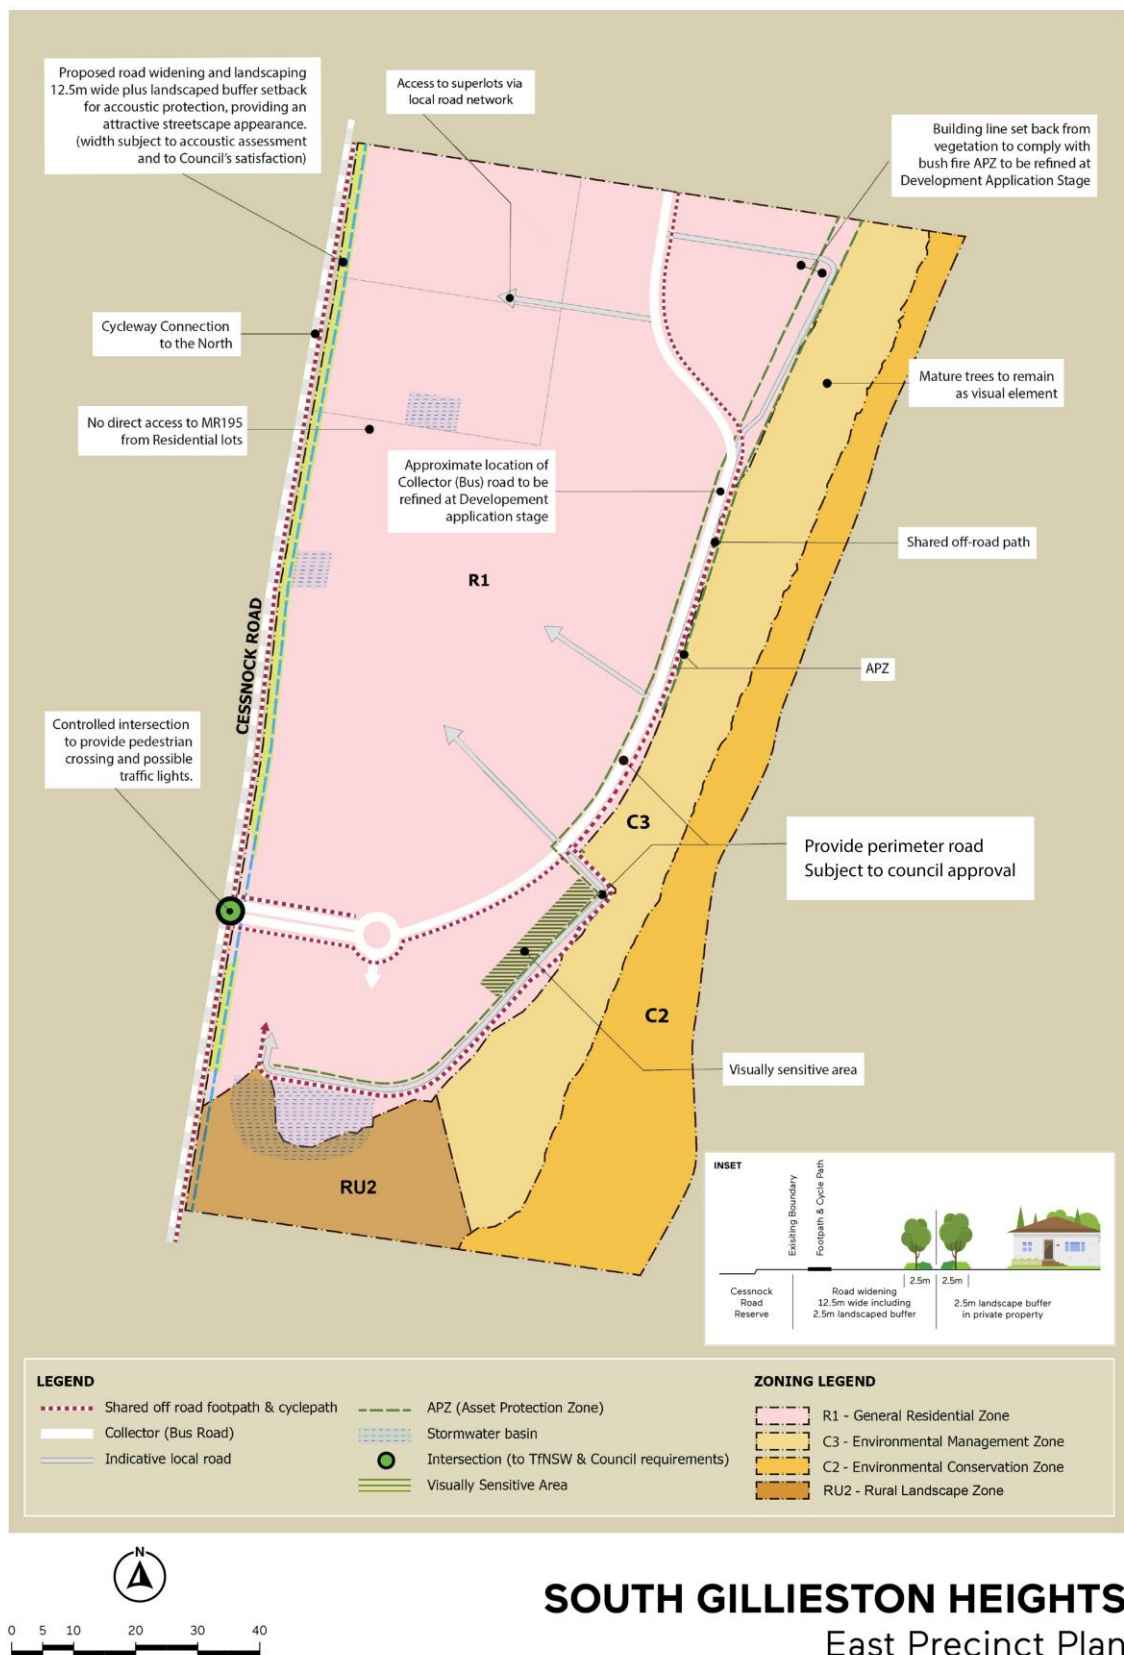 Proposed road widening and landscaping
12.5m wide plus landscaped buffer setback
for accoustic protection, providing an
attractive streetscape appearance.
(width subject to accoustic assessment
and to Council's satisfaction)
Access to superlots via
local road network
Building line set back from
vegetation to comply with
bush fire APZ to be refined at
Development Application Stage
Cycleway Connection
to the North
Mature trees to remain
as visual element
No direct access to MR195
from Residential lots
Approximate location of
Collector (Bus) road to be
refined at Developement
application stage
Shared off-road path
R1
CESSNOCK ROAD
APZ
Controlled intersection
to provide pedestrian
crossing and possible
traffic lights.
C3
Provide perimeter road
Subject to council approval
C2
Visually sensitive area
RU2
INSET
Exisiting Boundary
Footpath & Cycle Path
2.5m
2.5m
Cessnock
Road
Reserve
Road widening
12.5m wide including
2.5m landscaped buffer
2.5m landscape buffer
in private property
LEGEND
Shared off road footpath & cyclepath
Collector (Bus Road)
Indicative local road
APZ (Asset Protection Zone)
Stormwater basin
Intersection (to TfNSW & Council requirements)
Visually Sensitive Area
ZONING LEGEND
R1 - General Residential Zone
C3 - Environmental Management Zone
C2 - Environmental Conservation Zone
RU2 - Rural Landscape Zone
N
0 5 10 20 30 40
SOUTH GILLIESTON HEIGHTS
East Precinct Plan